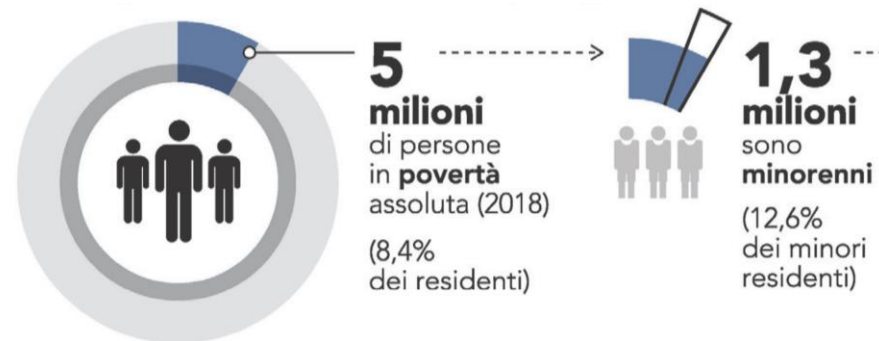 5
milioni
di persone
in povertà
assoluta (2018)
(8,4%
dei residenti)
1,3
milioni
sono
minorenni
(12,6%
dei minori
residenti)